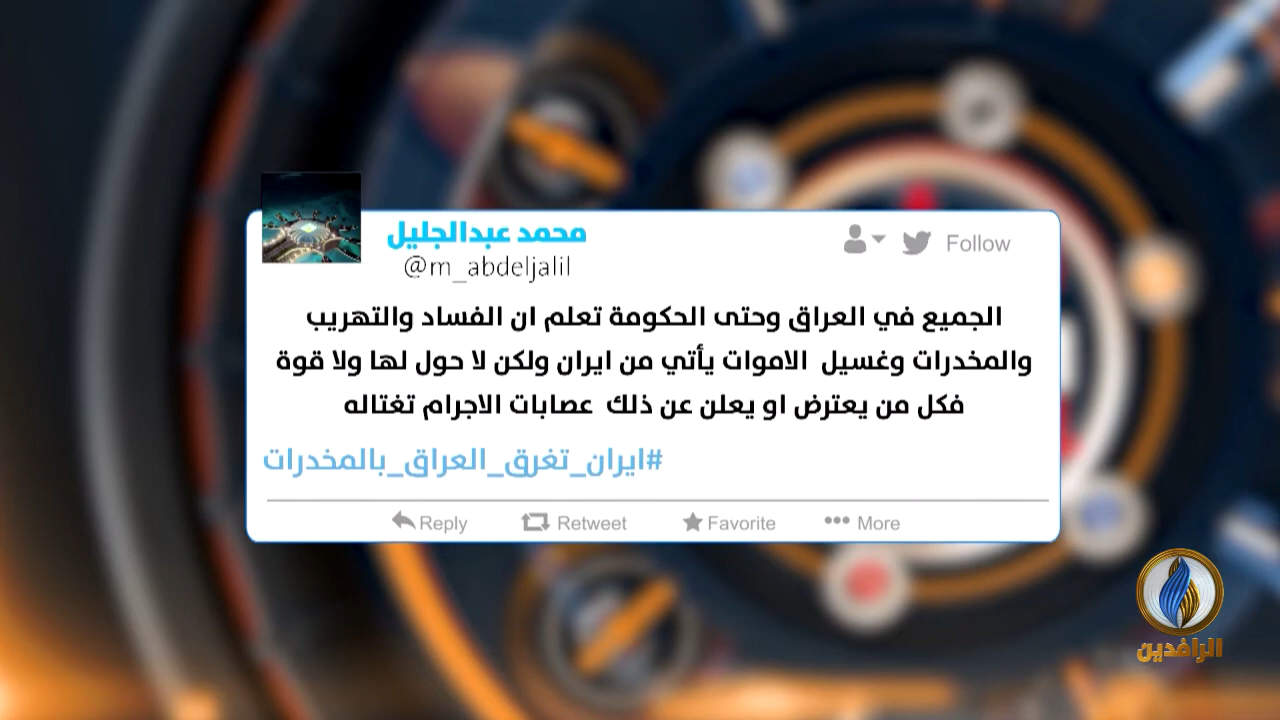 محمد عبدالجليل
@m_abdeljalil
Follow
الجميع في العراق وحتى الحكومة تعلم ان الفساد والتهريب
والمخدرات وغسيل الاموات يأتي من ايران ولكن لا حول لها ولا قوة
فكل من يعترض او يعلن عن ذلك عصابات الاجرام تغتاله
#ايران_تغرق_العراق_بالمخدرات
Reply Retweet Favorite More
الرافدين